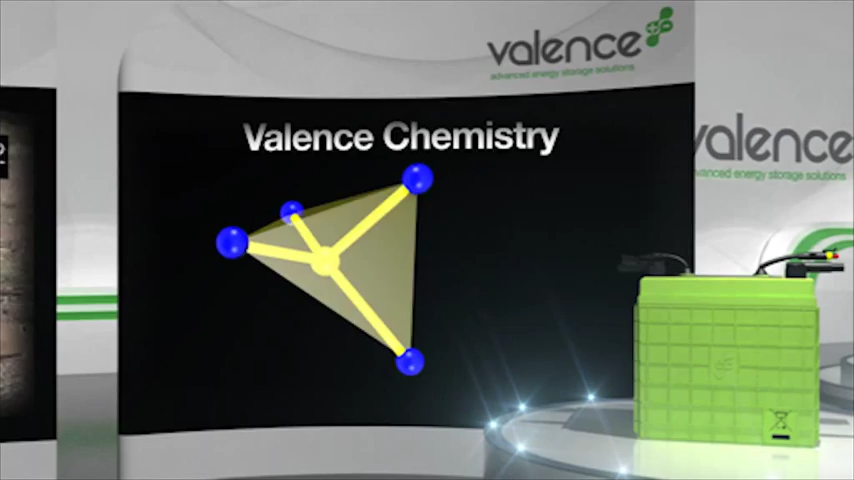 valence
advanced energy storage solutions
Valence Chemistry
valence
advanced energy storage solutions